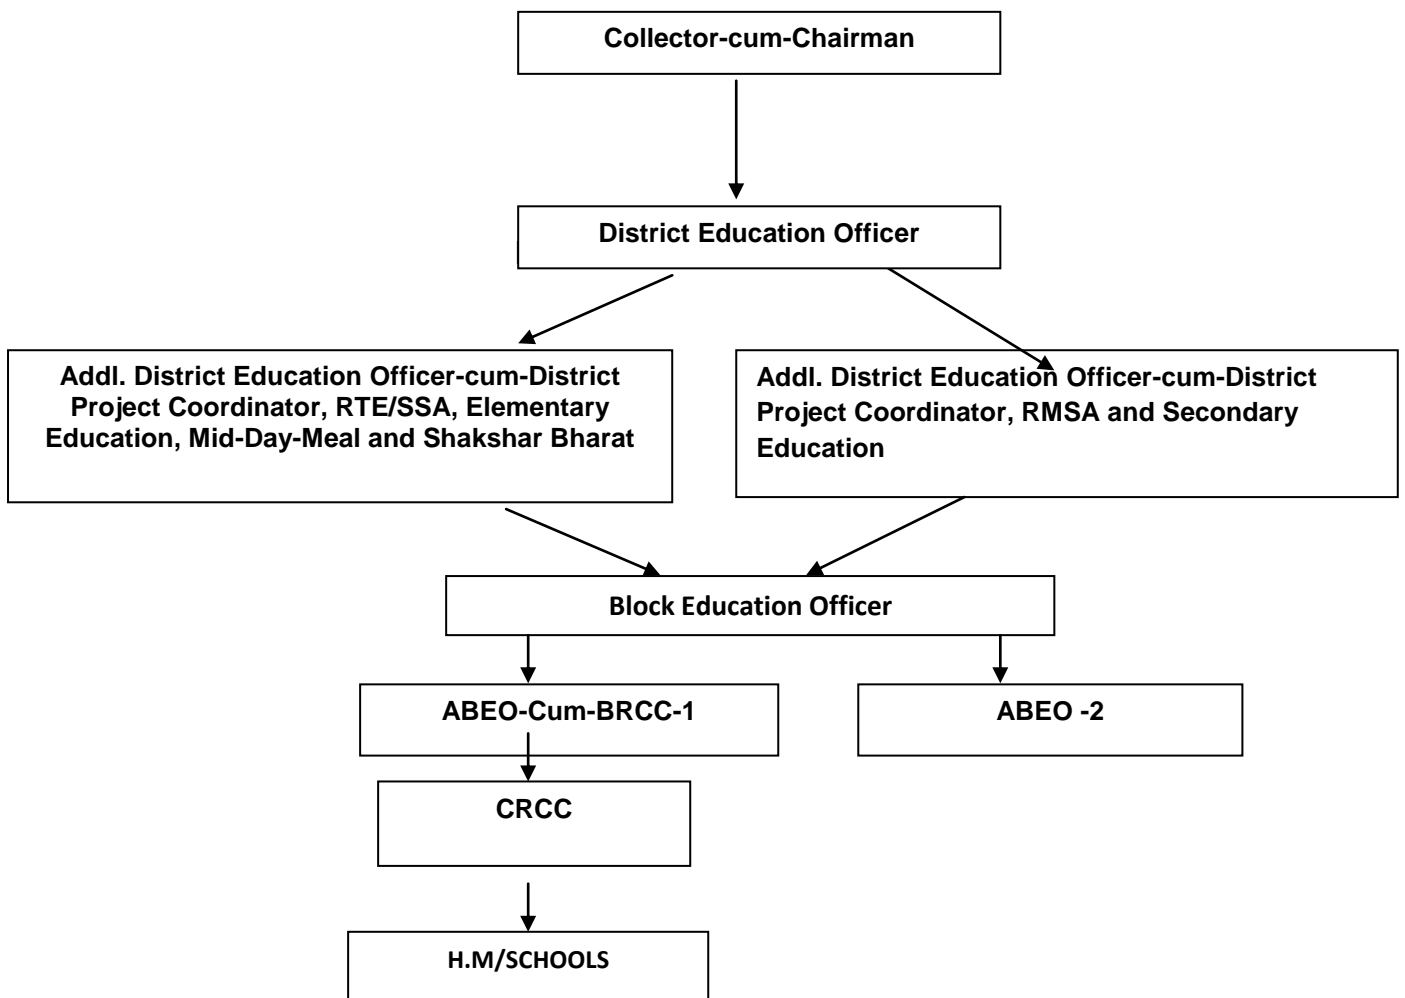 Collector-cum-Chairman
District Education Officer
Addl. District Education Officer-cum-District
Project Coordinator, RTE/SSA, Elementary
Education, Mid-Day-Meal and Shakshar Bharat
Addl. District Education Officer-cum-District
Project Coordinator, RMSA and Secondary
Education
Block Education Officer
ABEO-Cum-BRCC-1
ABEO -2
CRCC
H.M/SCHOOLS